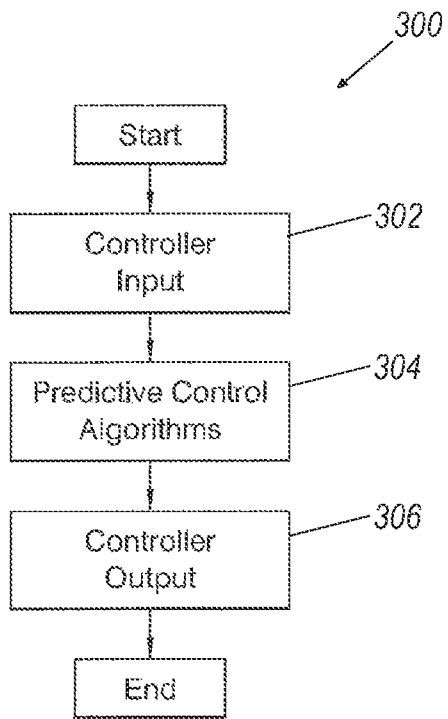 300
Start
302
Controller
Input
304
Predictive Control
Algorithms
306
Controller
Output
End